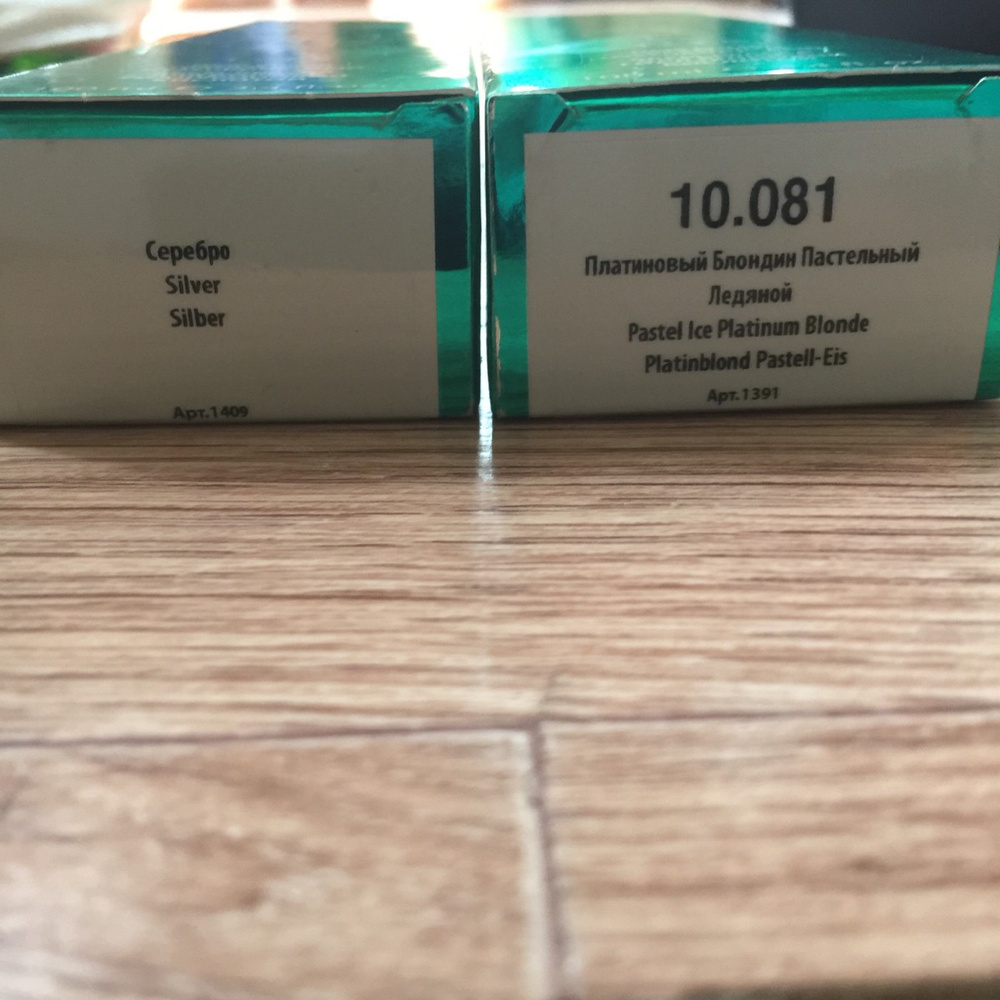 Серебро
Silver
Silber
Арт.1409
10.081
Платиновый Блондин Пастельный
Ледяной
Pastel Ice Platinum Blonde
Platinblond Pastell-Eis
Арт.1391